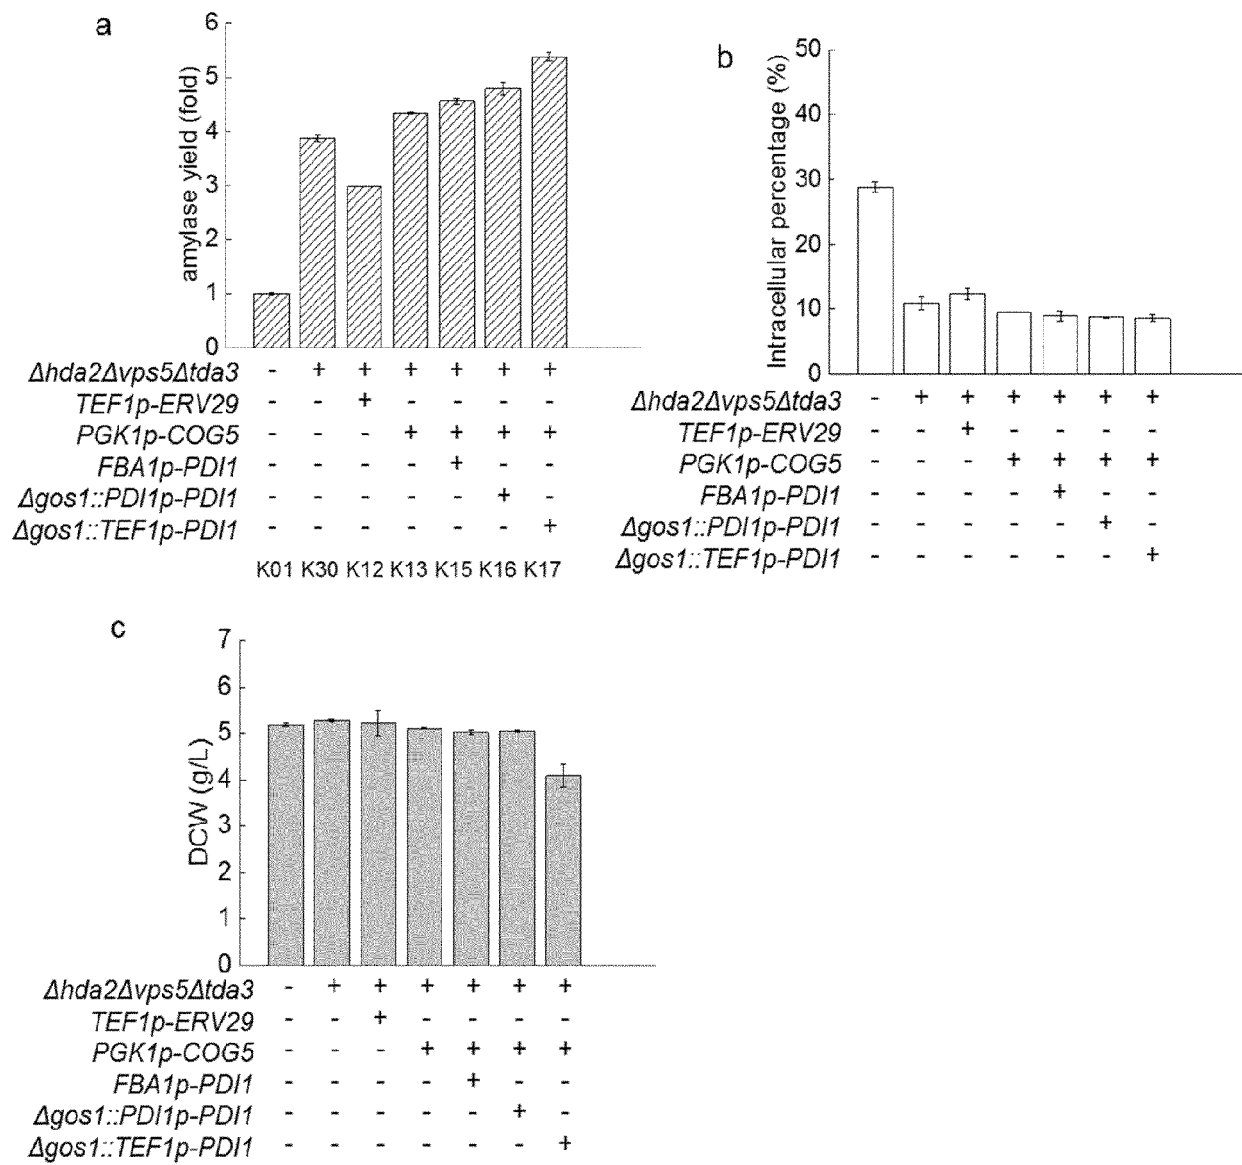 a
amylase yield (fold)
6
5
4
3
2
1
0
Δhda2Δvps5Δtda3 - + + + + + +
TEF1p-ERV29 - - + - - - -
PGK1p-COG5 - - - + + + +
FBA1p-PDI1 - - - - + - -
Δgos1::PDI1p-PDI1 - - - - - + -
Δgos1::TEF1p-PDI1 - - - - - - +
K01 K30 K12 K13 K15 K16 K17
b
Intracellular percentage (%)
50
40
30
20
10
0
Δhda2Δvps5Δtda3 - + + + + + +
TEF1p-ERV29 - - + - - - -
PGK1p-COG5 - - - + + + +
FBA1p-PDI1 - - - - + - -
Δgos1::PDI1p-PDI1 - - - - - + -
Δgos1::TEF1p-PDI1 - - - - - - +
c
DCW (g/L)
7
6
5
4
3
2
1
0
Δhda2Δvps5Δtda3 - + + + + + +
TEF1p-ERV29 - - + - - - -
PGK1p-COG5 - - - + + + +
FBA1p-PDI1 - - - - + - -
Δgos1::PDI1p-PDI1 - - - - - + -
Δgos1::TEF1p-PDI1 - - - - - - +